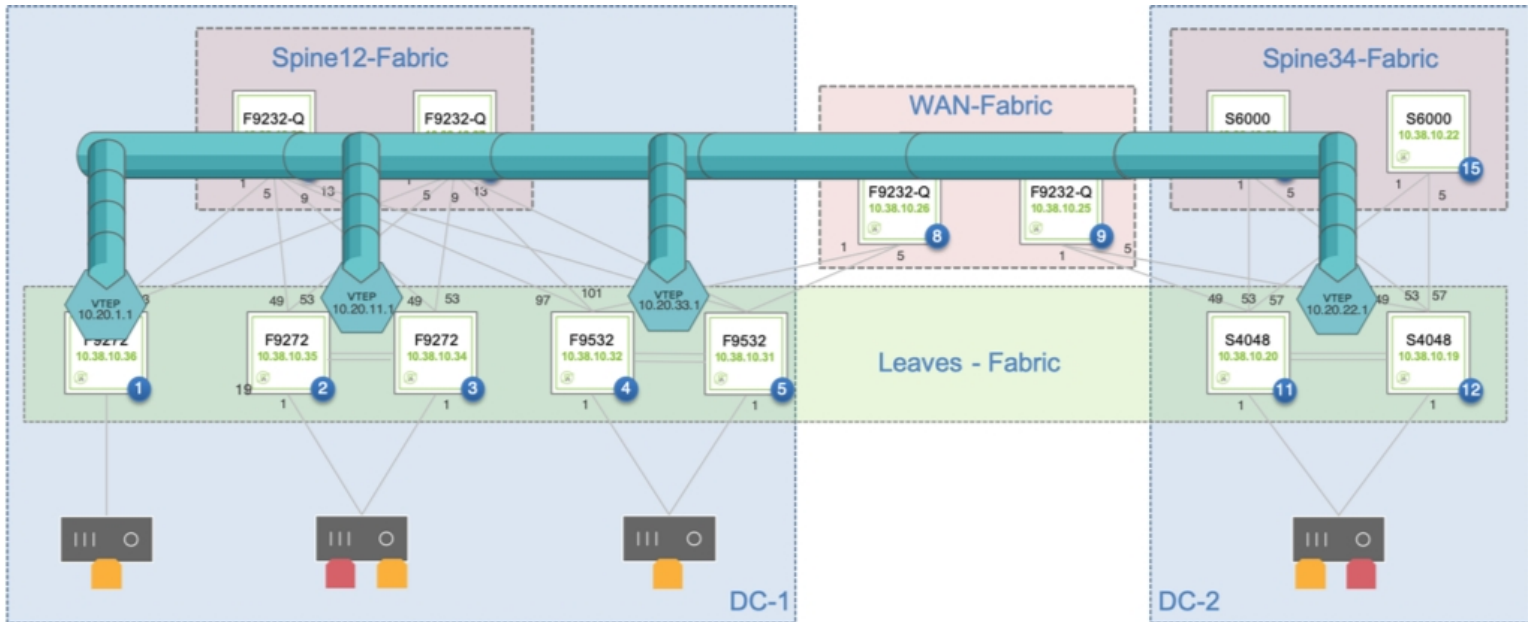 Spine12-Fabric
Spine34-Fabric
WAN-Fabric
F9232-Q
F9232-Q
S6000
S6000
10.38.10.22
15
1
5
9
13
5
9
13
1
5
1
5
F9232-Q
10.38.10.26
8
F9232-Q
10.38.10.25
9
1
5
1
5
VTEP
10.20.1.1
49
53
VTEP
10.20.11.1
49
53
97
101
VTEP
10.20.33.1
49
53
57
VTEP
10.20.22.1
49
53
57
F9272
10.38.10.36
1
F9272
10.38.10.35
2
F9272
10.38.10.34
3
F9532
10.38.10.32
4
F9532
10.38.10.31
5
Leaves - Fabric
S4048
10.38.10.20
11
S4048
10.38.10.19
12
19
1
1
1
1
1
1
DC-1
DC-2